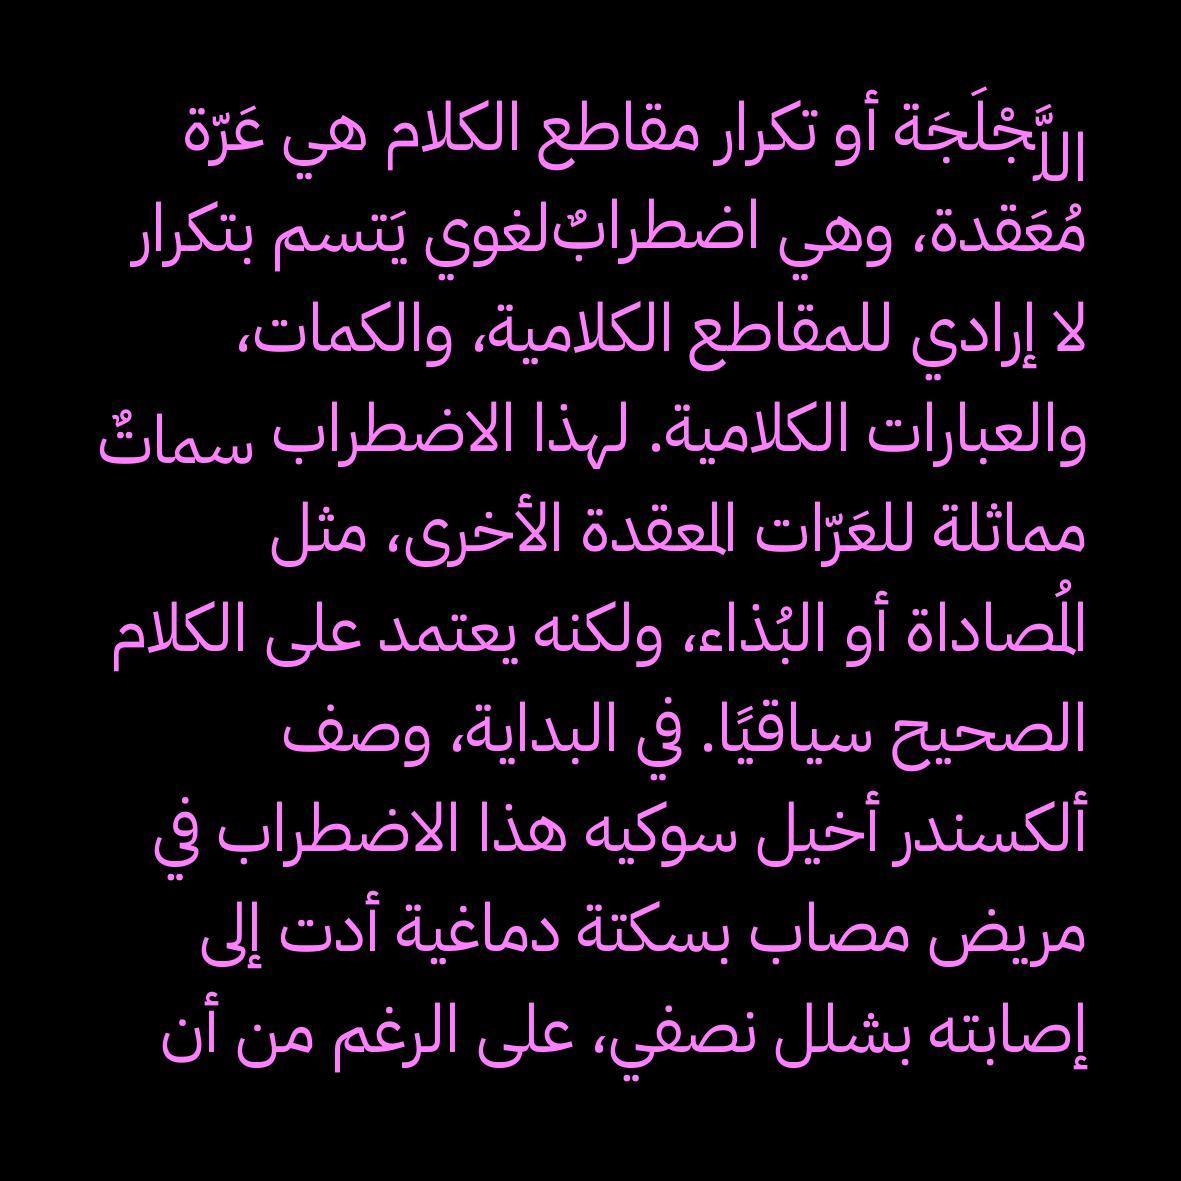 اللَّجْلَجَة أو تكرار مقاطع الكلام هي عَرّة
مُعَقدة، وهي اضطرابٌلغوي يَتسم بتكرار
لا إرادي للمقاطع الكلامية، والكمات،
والعبارات الكلامية. لهذا الاضطراب سماتٌ
مماثلة للعَرّات المعقدة الأخرى، مثل
المُصاداة أو البُذاء، ولكنه يعتمد على الكلام
الصحيح سياقيًا. في البداية، وصف
ألكسندر أخيل سوكيه هذا الاضطراب في
مريض مصاب بسكتة دماغية أدت إلى
إصابته بشلل نصفي، على الرغم من أن